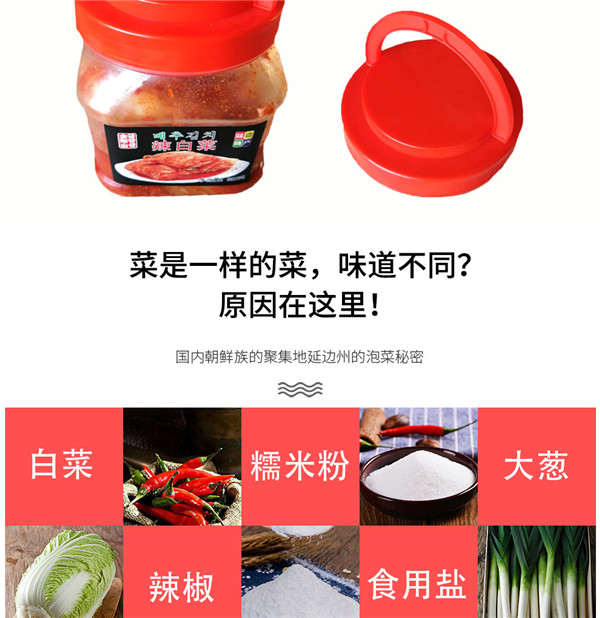 배추김치
辣白菜
菜是一样的菜，味道不同？
原因在这里！
国内朝鲜族的聚集地延边州的泡菜秘密
白菜
糯米粉
大葱
辣椒
食用盐